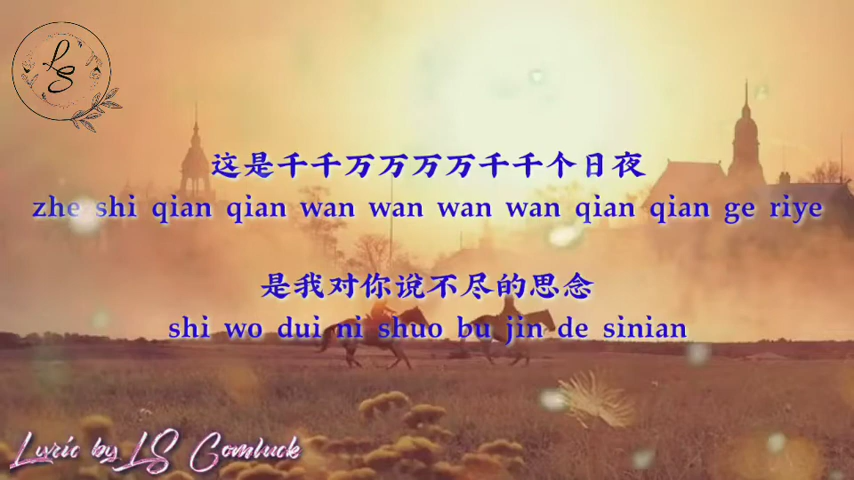 LS
这是千千万万万万千千个日夜
zhe shi qian qian wan wan wan wan qian qian ge riye
是我对你说不尽的思念
shi wo dui ni shuo bu jin de sinian
Lyric by LS Comluck